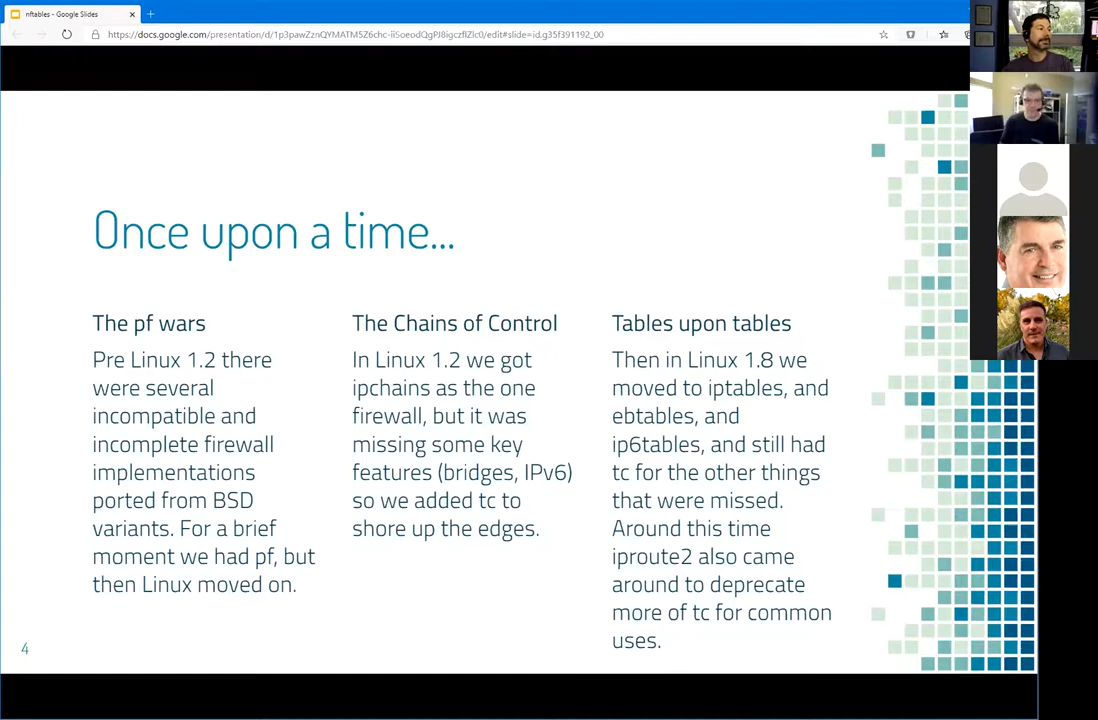 nftables - Google Slides
https://docs.google.com/presentation/d/1p3pawZznQYMATM5Z6chc-iiSoeodQgPJ8igczflZlc0/edit#slide=id.g35f391192_00
Once upon a time...
The pf wars
Pre Linux 1.2 there
were several
incompatible and
incomplete firewall
implementations
ported from BSD
variants. For a brief
moment we had pf, but
then Linux moved on.
The Chains of Control
In Linux 1.2 we got
ipchains as the one
firewall, but it was
missing some key
features (bridges, IPv6)
so we added tc to
shore up the edges.
Tables upon tables
Then in Linux 1.8 we
moved to iptables, and
ebtables, and
ip6tables, and still had
tc for the other things
that were missed.
Around this time
iproute2 also came
around to deprecate
more of tc for common
uses.
4